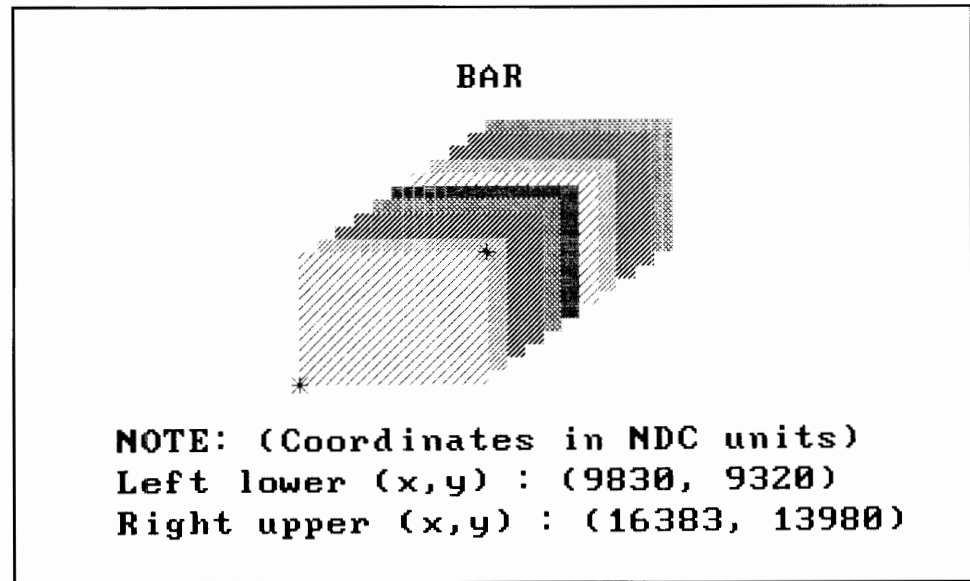 BAR
NOTE: (Coordinates in NDC units)
Left lower (x,y) : (9830, 9320)
Right upper (x,y) : (16383, 13980)